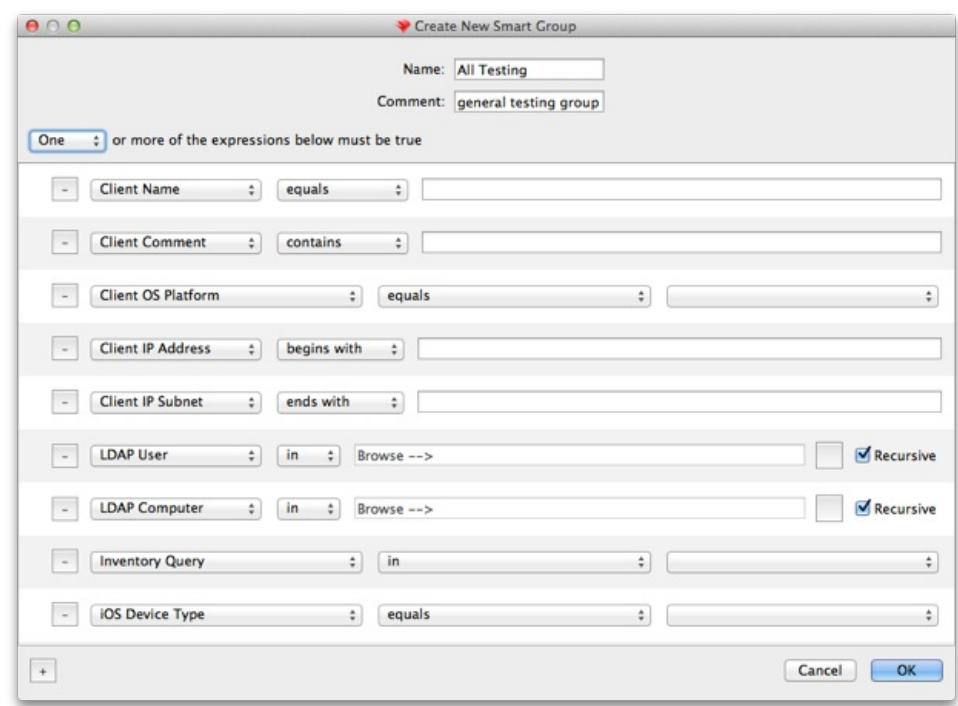 Create New Smart Group
Name: All Testing
Comment: general testing group
One or more of the expressions below must be true
- Client Name equals
- Client Comment contains
- Client OS Platform equals
- Client IP Address begins with
- Client IP Subnet ends with
- LDAP User in Browse --> Recursive
- LDAP Computer in Browse --> Recursive
- Inventory Query in
- iOS Device Type equals
+ Cancel OK